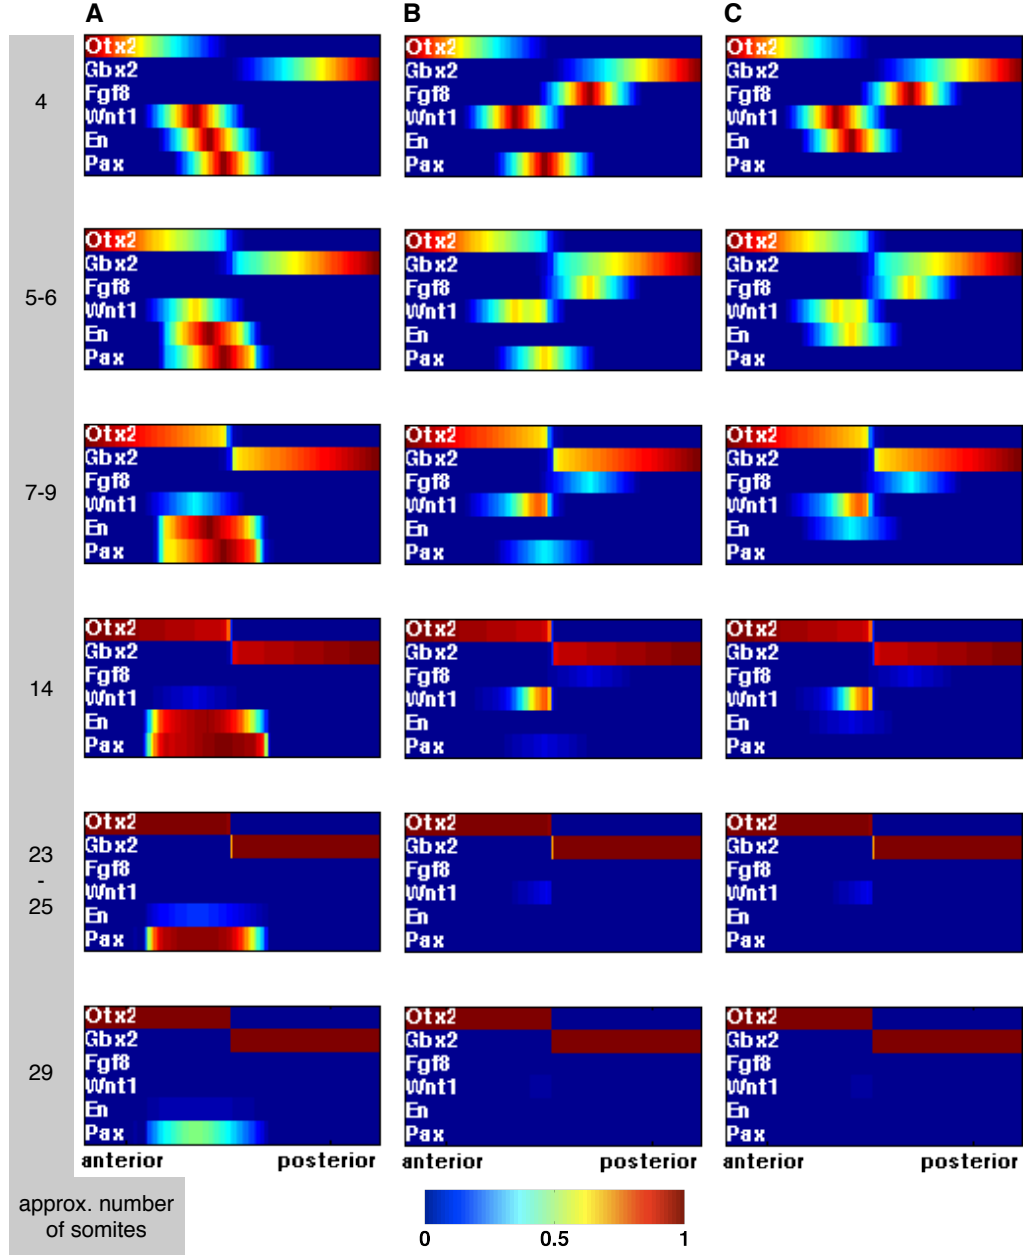 A B C
4
Otx2 Otx2 Otx2
Gbx2 Gbx2 Gbx2
Fgf8 Fgf8 Fgf8
Wnt1 Wnt1 Wnt1
En En En
Pax Pax Pax
5-6
Otx2 Otx2 Otx2
Gbx2 Gbx2 Gbx2
Fgf8 Fgf8 Fgf8
Wnt1 Wnt1 Wnt1
En En En
Pax Pax Pax
7-9
Otx2 Otx2 Otx2
Gbx2 Gbx2 Gbx2
Fgf8 Fgf8 Fgf8
Wnt1 Wnt1 Wnt1
En En En
Pax Pax Pax
14
Otx2 Otx2 Otx2
Gbx2 Gbx2 Gbx2
Fgf8 Fgf8 Fgf8
Wnt1 Wnt1 Wnt1
En En En
Pax Pax Pax
23
-
25
Otx2 Otx2 Otx2
Gbx2 Gbx2 Gbx2
Fgf8 Fgf8 Fgf8
Wnt1 Wnt1 Wnt1
En En En
Pax Pax Pax
29
Otx2 Otx2 Otx2
Gbx2 Gbx2 Gbx2
Fgf8 Fgf8 Fgf8
Wnt1 Wnt1 Wnt1
En En En
Pax Pax Pax
anterior posterior anterior posterior anterior posterior
approx. number
of somites
0 0.5 1